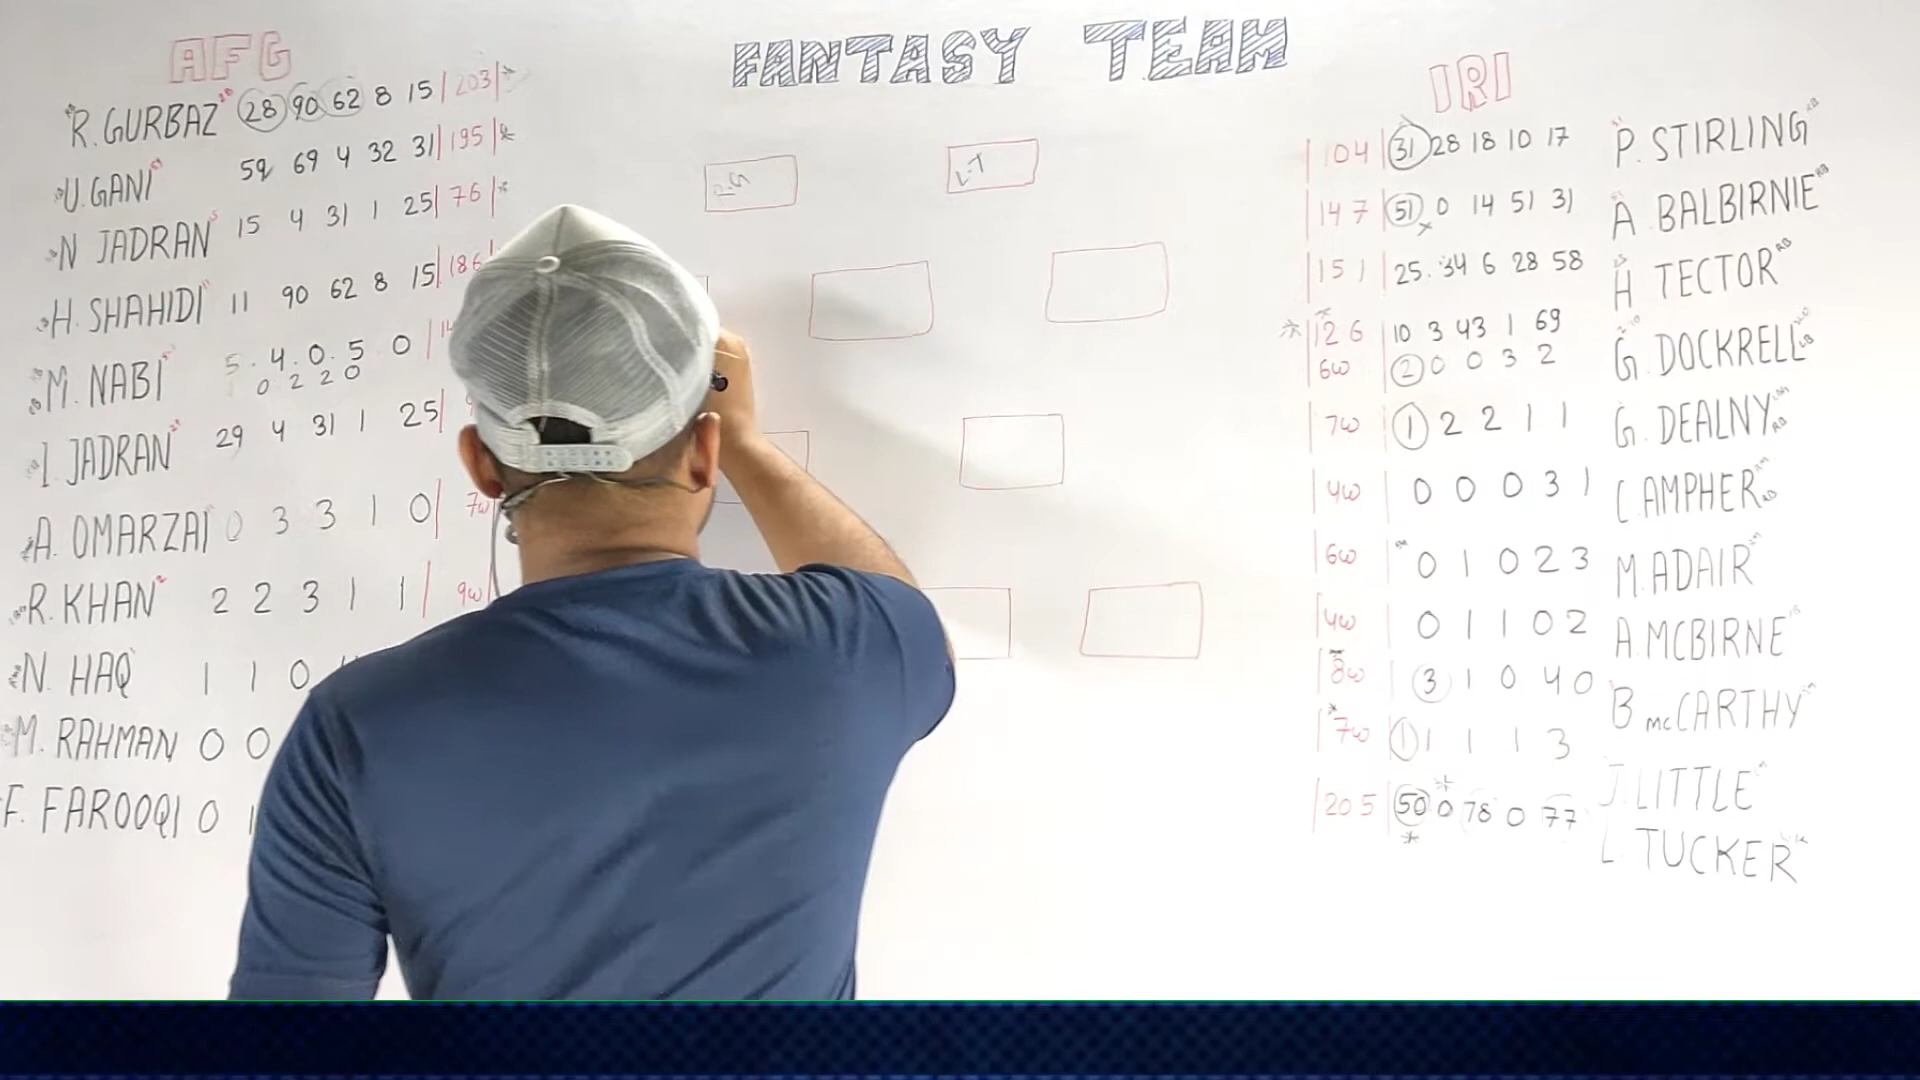 FANTASY TEAM
AFG
R. GURBAZ 28 90 62 8 15 | 203 |
U. GANI 59 69 4 32 31 | 195 |
N JADRAN 15 4 31 1 25 | 76 |
H. SHAHIDI 11 90 62 8 15 | 186
M. NABI 5. 4. 0. 5 0 |
0 2 2 0
I. JADRAN 29 4 31 1 25 |
A. OMARZAI 0 3 3 1 0 | 7w
R. KHAN 2 2 3 1 1 | 9w
N. HAQ 1 1 0
M. RAHMAN 0 0
F. FAROOQI 0 1
R-G
L-T
IRI
| 104 | 31 28 18 10 17 P. STIRLING
| 147 | 51 0 14 51 31 A. BALBIRNIE
| 151 | 25. 34 6 28 58 H TECTOR
| 126 | 10 3 43 1 69 G. DOCKRELL
6w | 2 0 0 3 2
| 7w | 1 2 2 1 1 G. DEALNY
| 4w | 0 0 0 3 1 C. AMPHER
| 6w | 0 1 0 2 3 M. ADAIR
| 4w | 0 1 1 0 2 A. MCBIRNE
| 8w | 3 1 0 4 0 B mcCARTHY
| 7w | 1 1 1 1 3 J. LITTLE
| 205 | 50 0 78 0 77 L. TUCKER